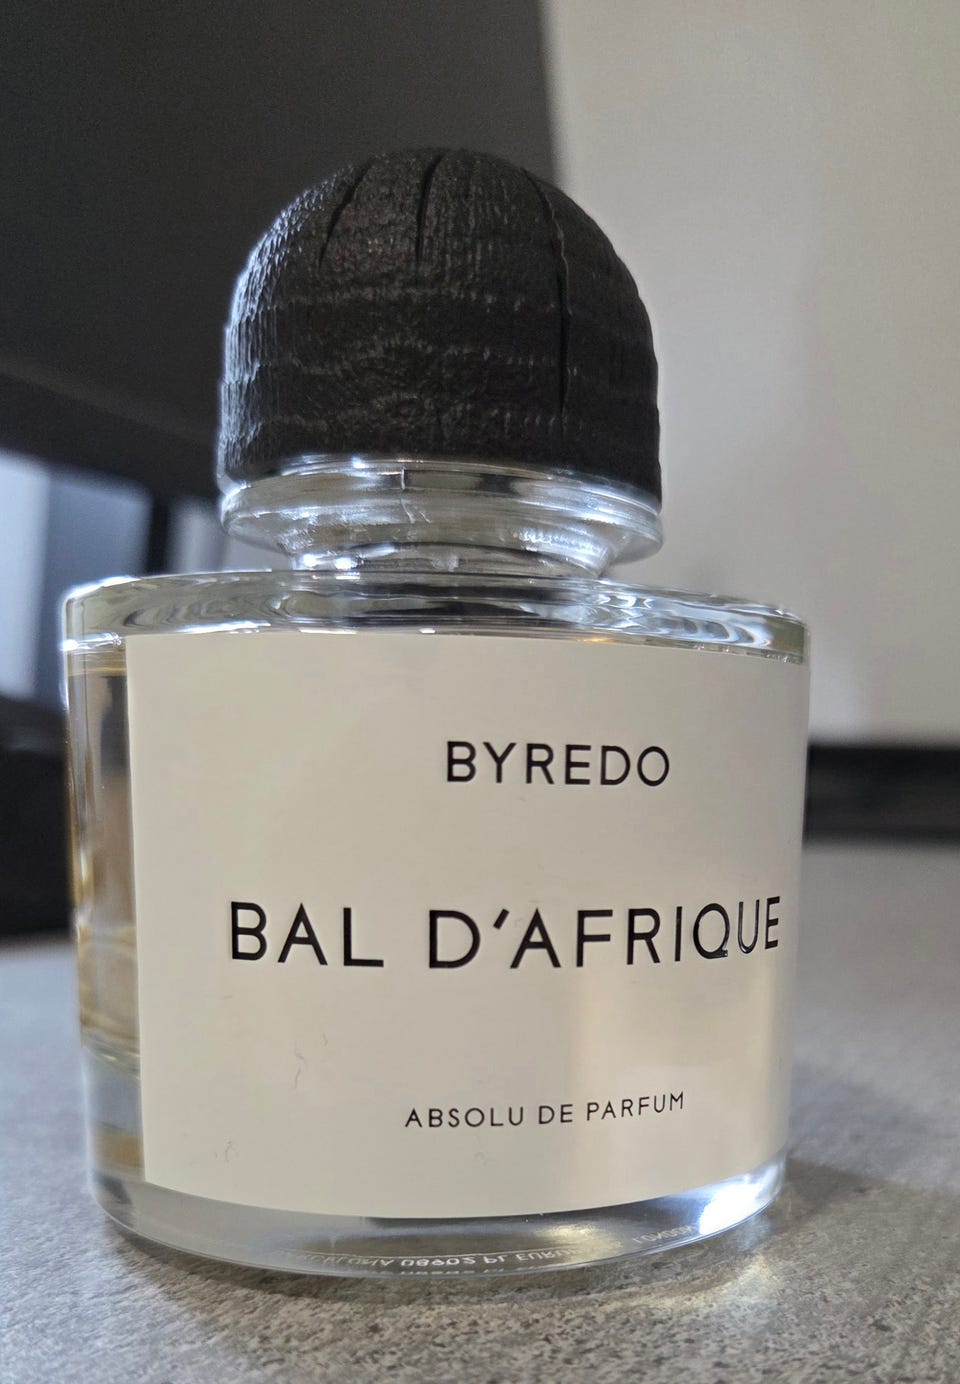 BYREDO
BAL D'AFRIQUE
ABSOLU DE PARFUM